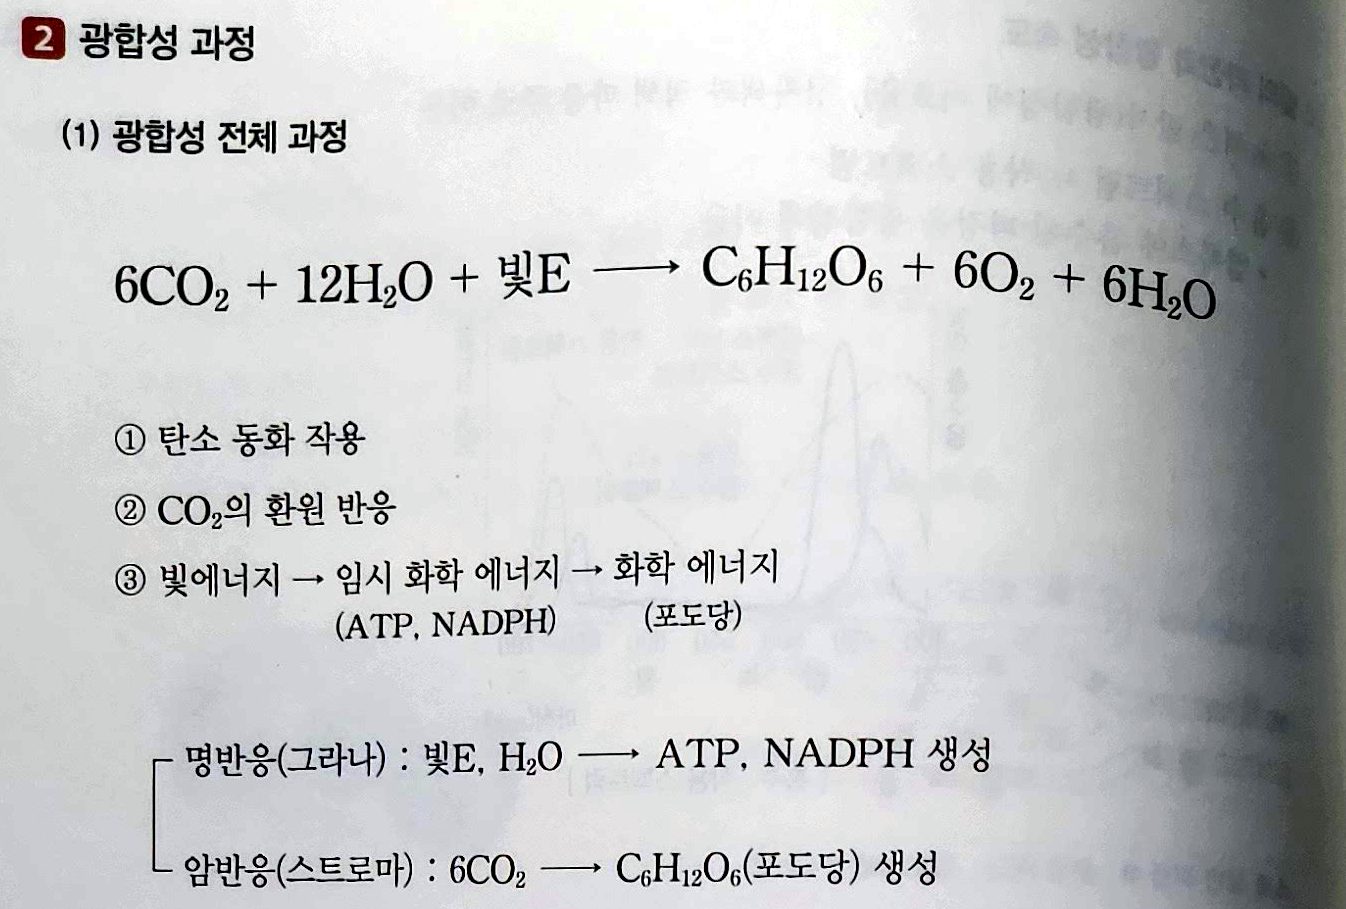 2 광합성 과정
(1) 광합성 전체 과정
6CO₂ + 12H₂O + 빛E ⟶ C₆H₁₂O₆ + 6O₂ + 6H₂O
① 탄소 동화 작용
② CO₂의 환원 반응
③ 빛에너지 → 임시 화학 에너지 → 화학 에너지
(ATP, NADPH) (포도당)
명반응(그라나) : 빛E, H₂O ⟶ ATP, NADPH 생성
암반응(스트로마) : 6CO₂ ⟶ C₆H₁₂O₆(포도당) 생성